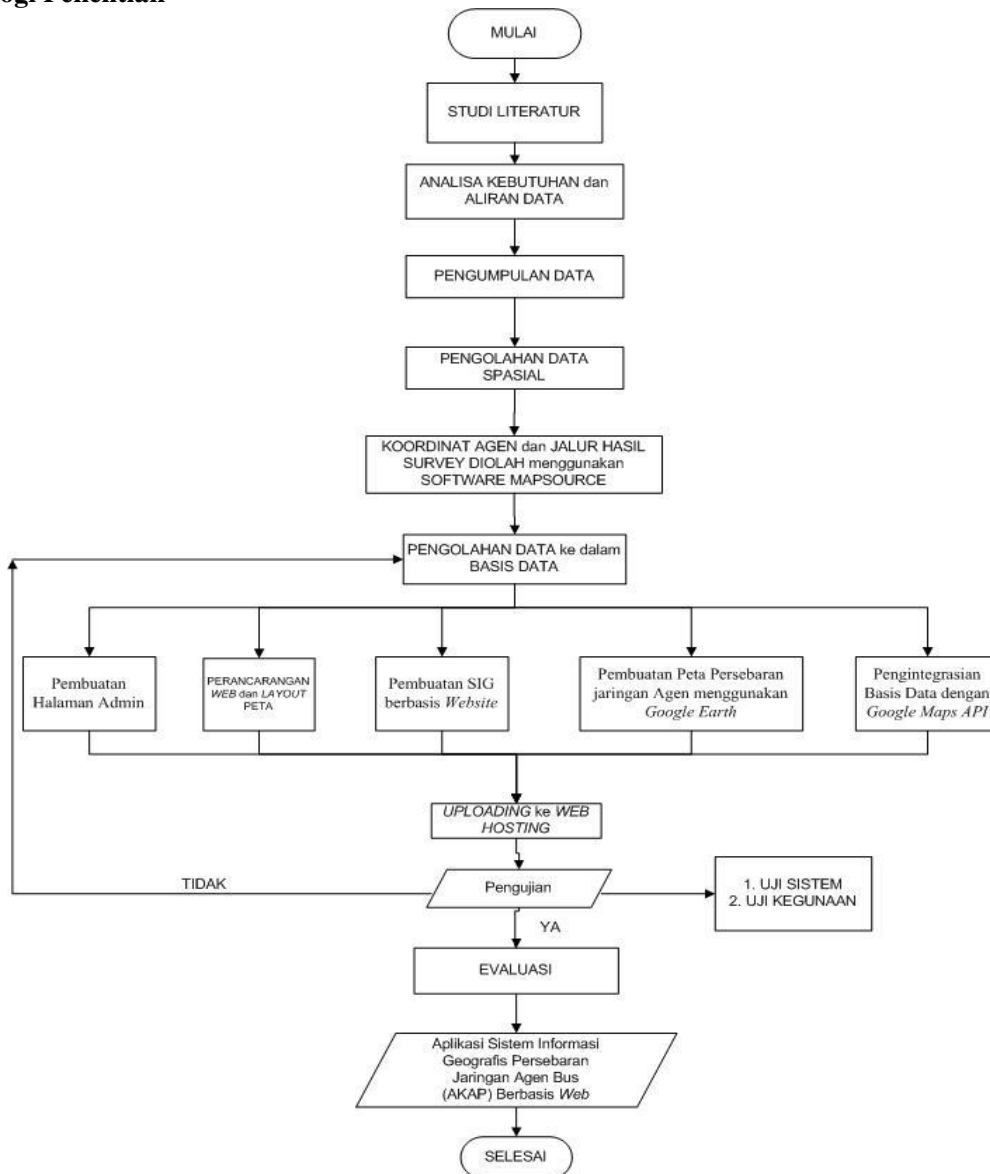 MULAI
STUDI LITERATUR
ANALISA KEBUTUHAN dan
ALIRAN DATA
PENGUMPULAN DATA
PENGOLAHAN DATA
SPASIAL
KOORDINAT AGEN dan JALUR HASIL
SURVEY DIOLAH menggunakan
SOFTWARE MAPSOURCE
PENGOLAHAN DATA ke dalam
BASIS DATA
Pembuatan
Halaman Admin
PERANCARANGAN
WEB dan LAYOUT
PETA
Pembuatan SIG
berbasis Website
Pembuatan Peta Persebaran
jaringan Agen menggunakan
Google Earth
Pengintegrasian
Basis Data dengan
Google Maps API
UPLOADING ke WEB
HOSTING
TIDAK
Pengujian
1. UJI SISTEM
2. UJI KEGUNAAN
YA
EVALUASI
Aplikasi Sistem Informasi
Geografis Persebaran
Jaringan Agen Bus
(AKAP) Berbasis Web
SELESAI